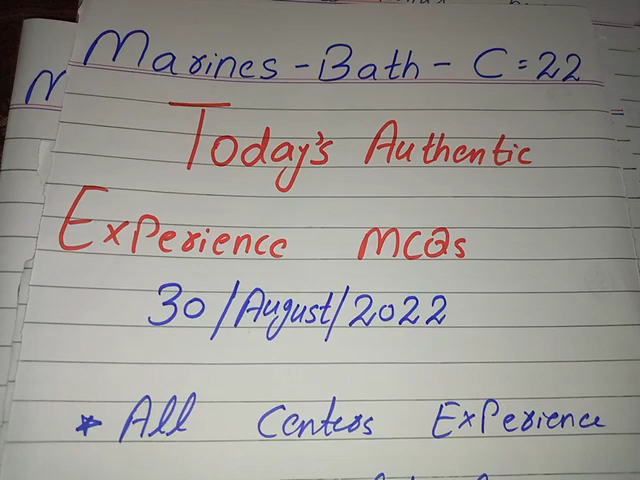 Marines - Bath - C = 22
Today's Authentic
Experience MCQs
30/August/2022
* All Centers Experience